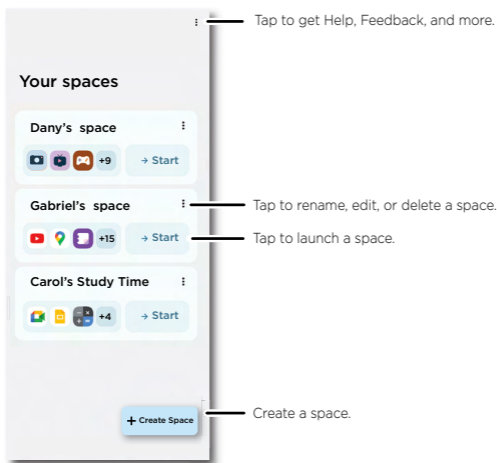 Tap to get Help, Feedback, and more.
Your spaces
Dany's space
+9
→ Start
Gabriel's space
Tap to rename, edit, or delete a space.
+15
→ Start
Tap to launch a space.
Carol's Study Time
+4
→ Start
+ Create Space
Create a space.